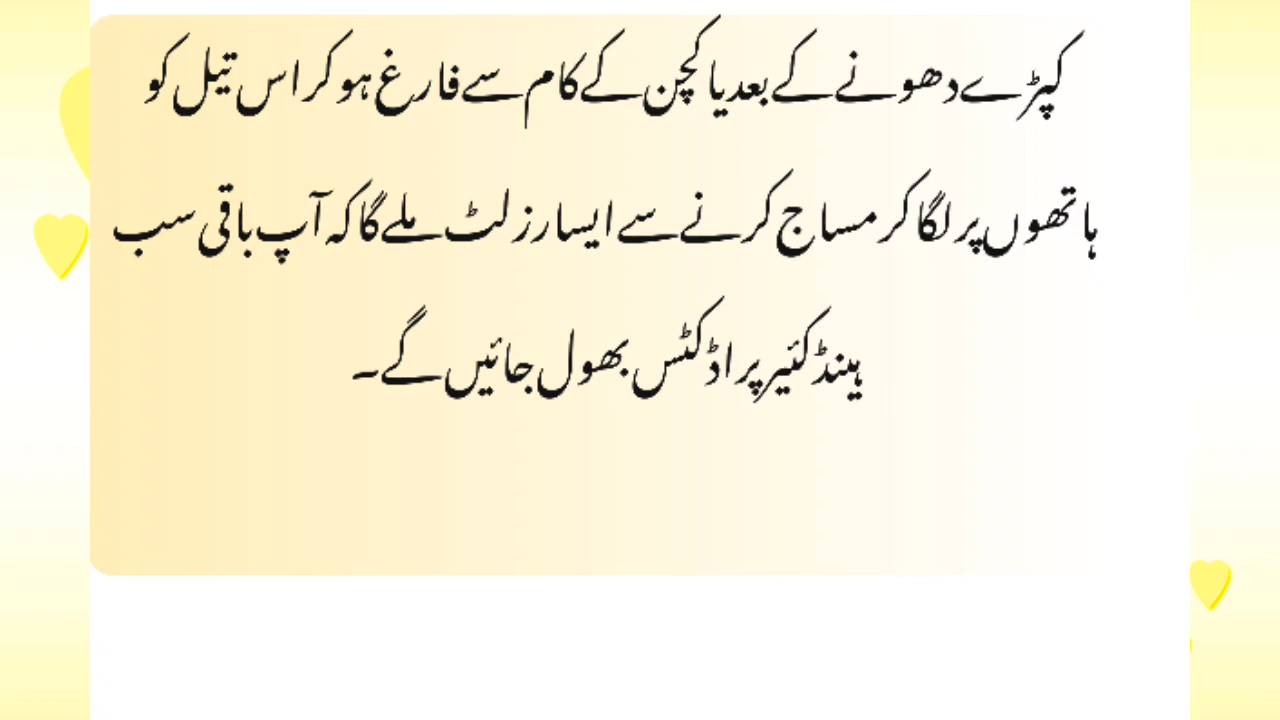 کپڑے دھونے کے بعد یا کچن کے کام سے فارغ ہو کر اس تیل کو
ہاتھوں پر لگا کر مساج کرنے سے ایسا رزلٹ ملے گا کہ آپ باقی سب
ہینڈ کئیر پراڈکٹس بھول جائیں گے۔